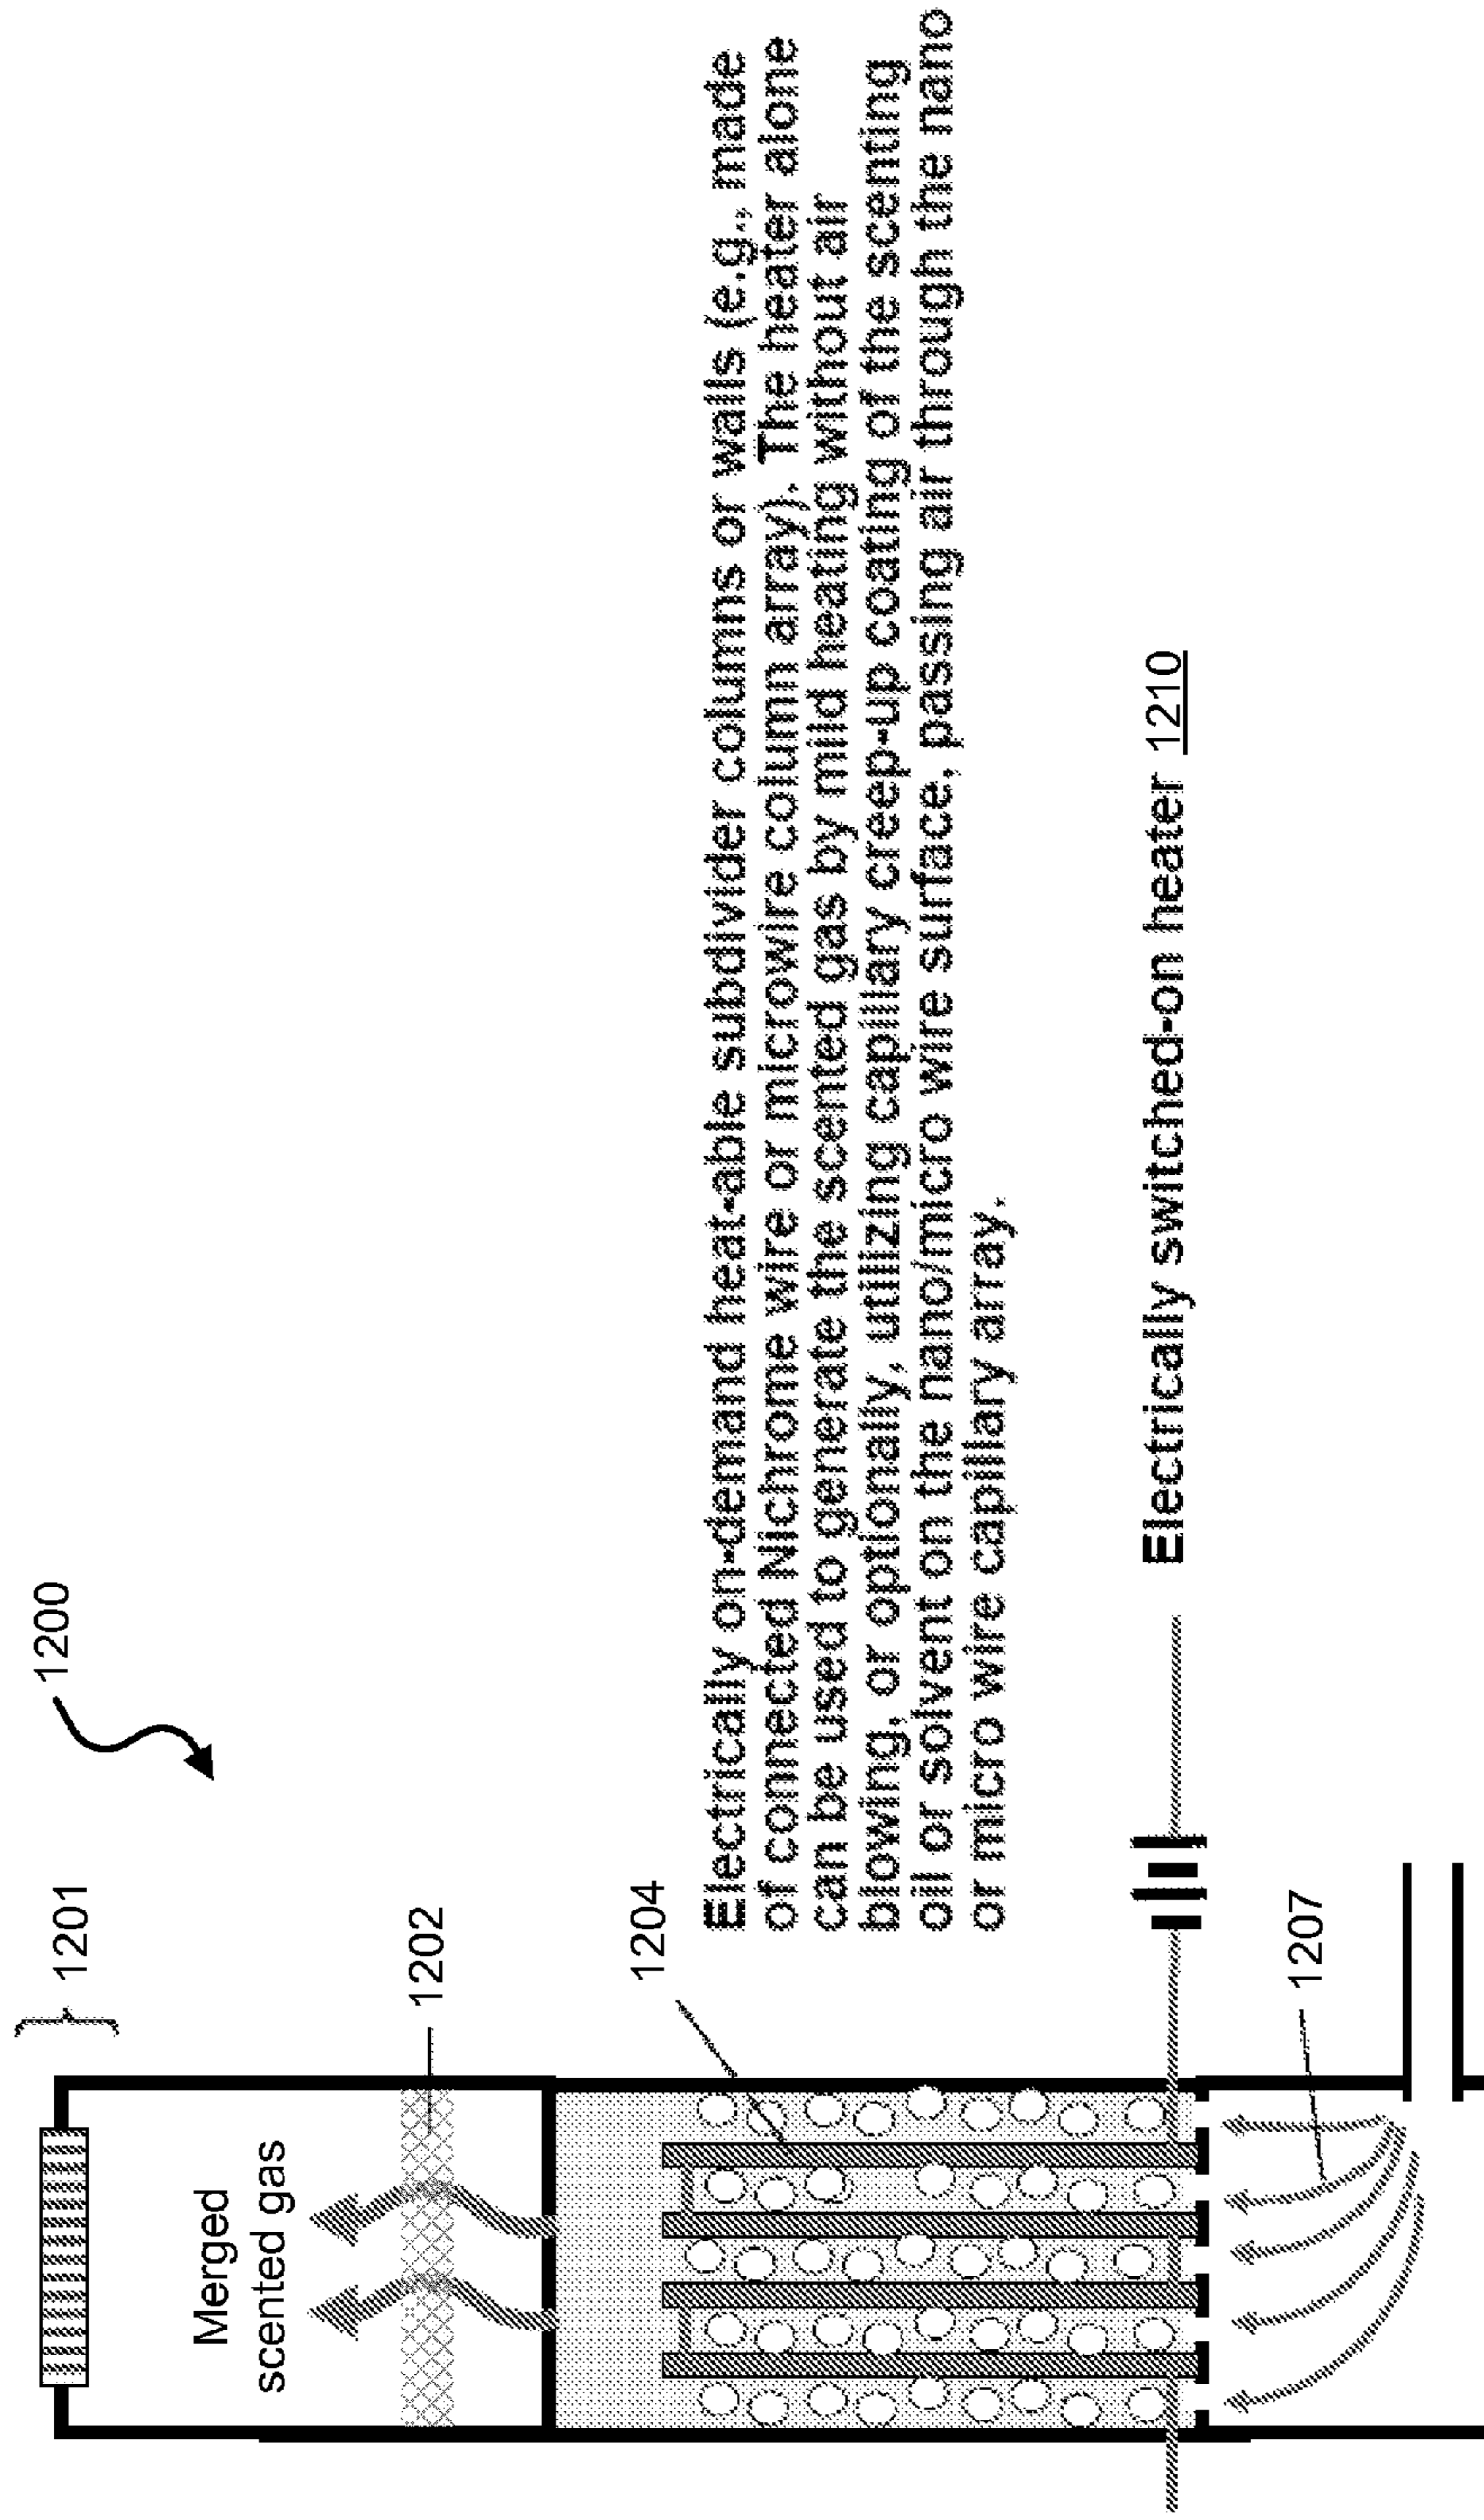 1200
1201
Merged
scented gas
1202
1204
Electrically on-demand heat-able subdivider columns or walls (e.g., made
of connected Nichrome wire or microwire column array). The heater alone
can be used to generate the scented gas by mild heating without air
blowing, or optionally, utilizing capillary creep-up coating of the scenting
oil or solvent on the nano/micro wire surface, passing air through the nano
or micro wire capillary array.
Electrically switched-on heater 1210
1207